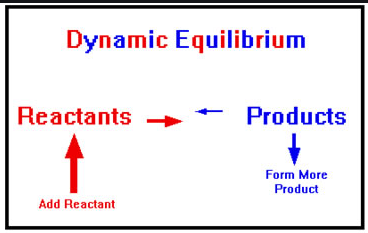 Dynamic Equilibrium
Reactants
Products
Add Reactant
Form More
Product